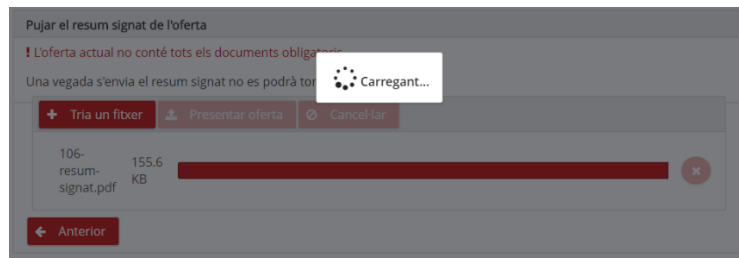 Pujar el resum signat de l'oferta
! L'oferta actual no conté tots els documents obligatoris
Una vegada s'envia el resum signat no es podrà tor
Carregant...
Tria un fitxer Presentar oferta Cancel·lar
106-
resum-
signat.pdf
155.6
KB
Anterior